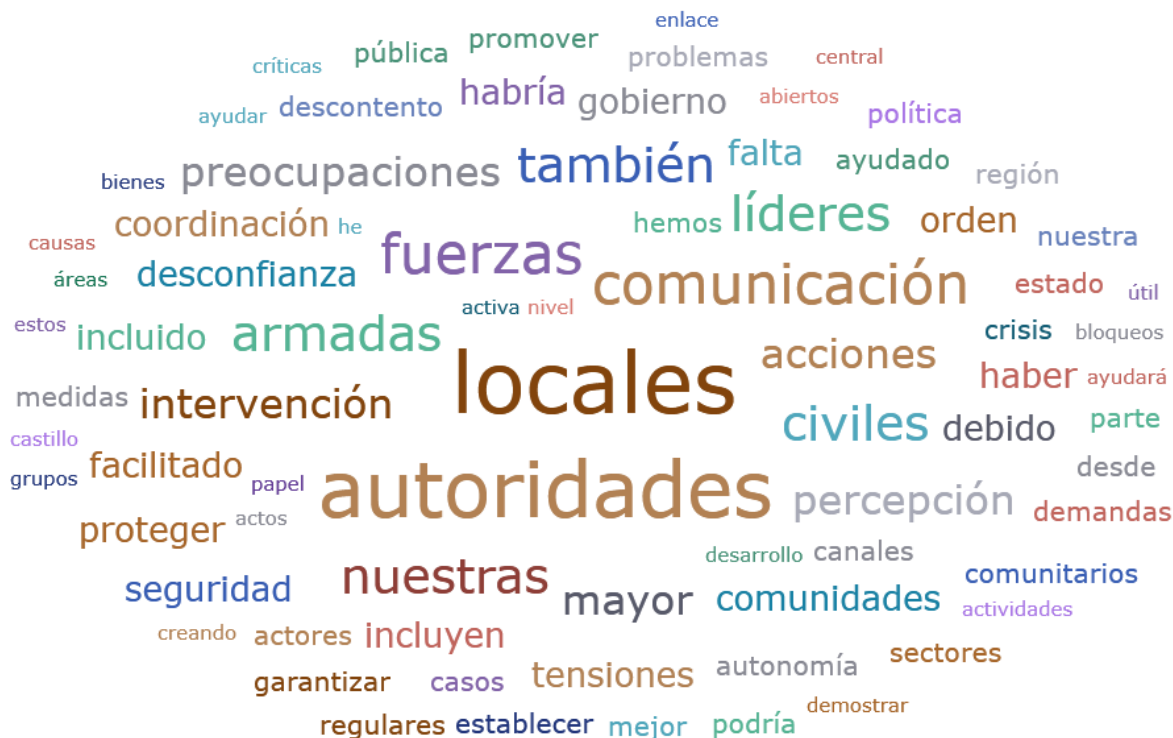 enlace
pública promover problemas central
críticas
ayudar descontento habría gobierno abiertos política
bienes preocupaciones también falta ayudado región
causas coordinación he fuerzas hemos líderes orden nuestra
áreas desconfianza comunicación estado útil
estos incluido armadas activa nivel acciones crisis bloqueos
medidas intervención locales haber ayudará
castillo civiles debido parte
grupos facilitado papel autoridades percepción desde
proteger actos demandas
seguridad nuestras mayor desarrollo canales comunidades comunitarios
creando actores incluyen actividades
garantizar casos tensiones autonomía sectores
regulares establecer mejor podría demostrar